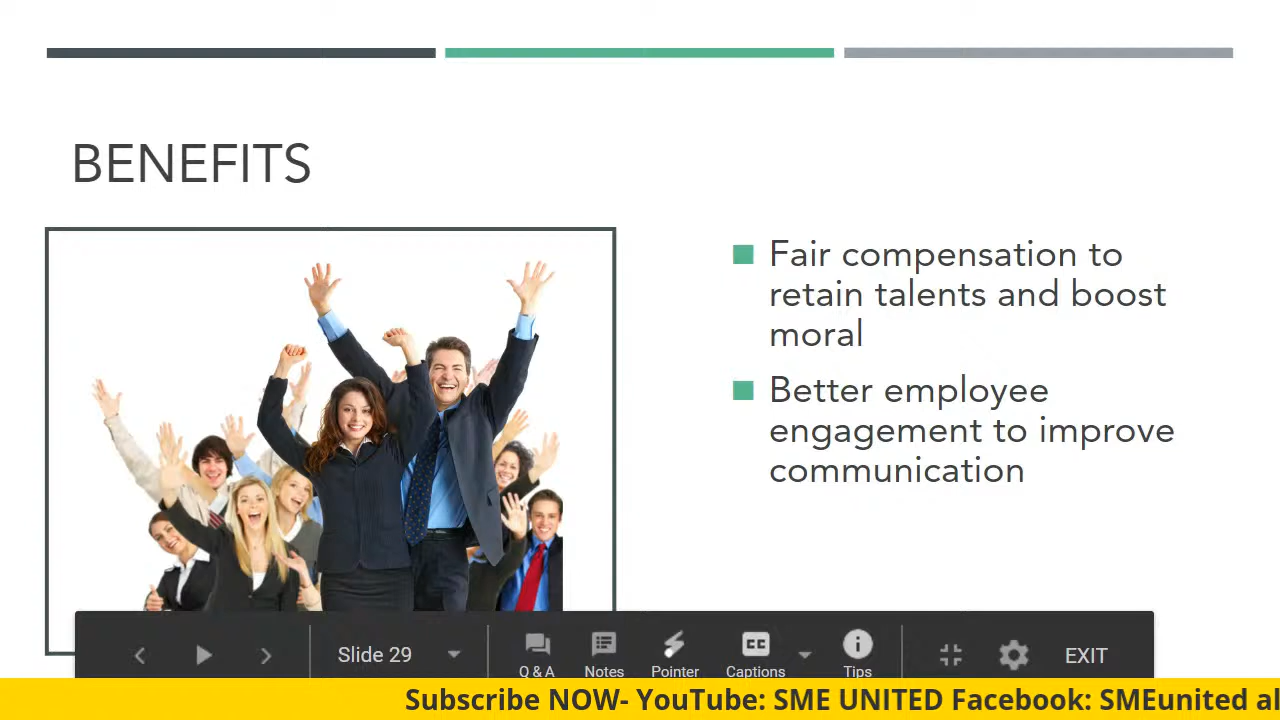 BENEFITS
Fair compensation to
retain talents and boost
moral
Better employee
engagement to improve
communication
Slide 29
Q & A
Notes
Pointer
CC
Captions
Tips
EXIT
Subscribe NOW- YouTube: SME UNITED Facebook: SMEunited al